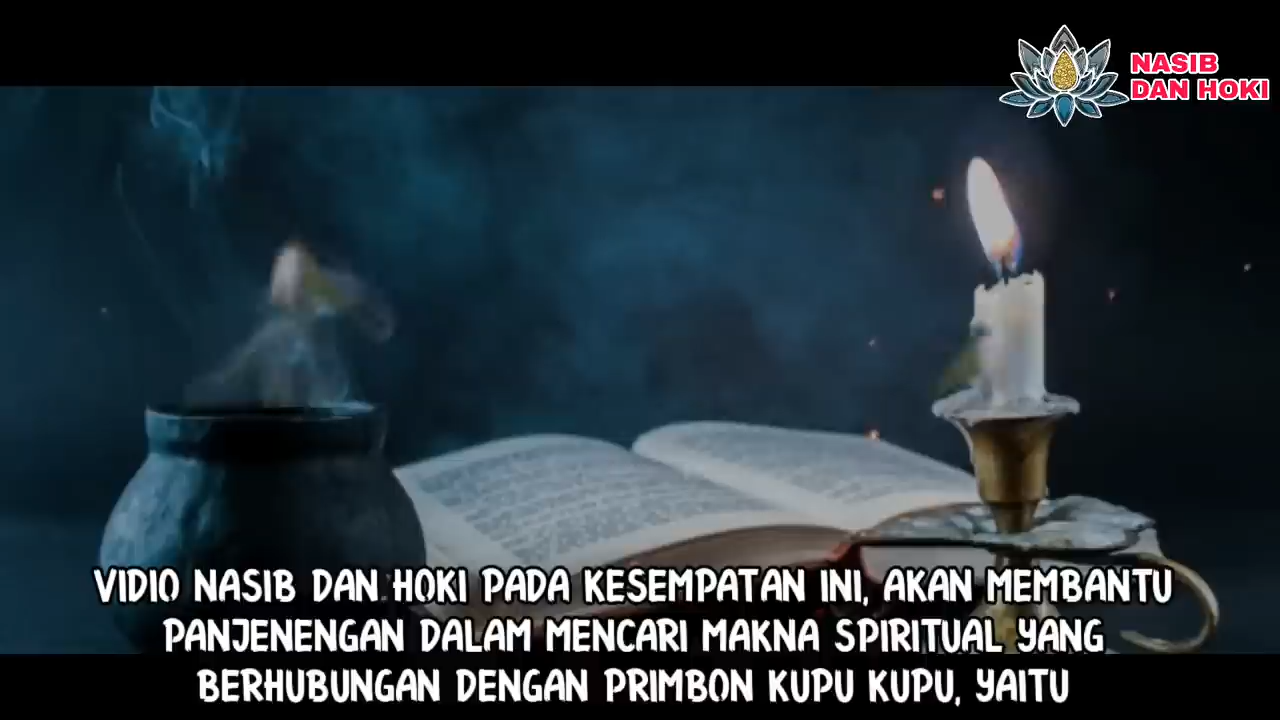 NASIB
DAN HOKI
VIDIO NASIB DAN HOKI PADA KESEMPATAN INI, AKAN MEMBANTU
PANJENENGAN DALAM MENCARI MAKNA SPIRITUAL YANG
BERHUBUNGAN DENGAN PRIMBON KUPU KUPU, YAITU